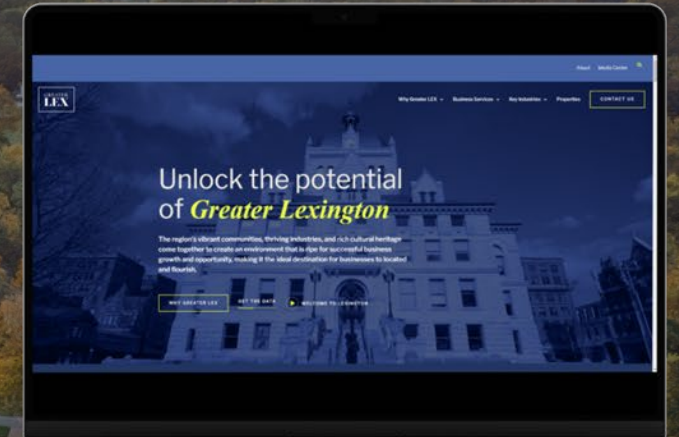 About Media Center
GREATER
LEX
Why Greater LEX Business Services Key Industries Properties CONTACT US
Unlock the potential
of Greater Lexington
The region's vibrant communities, thriving industries, and rich cultural heritage
come together to create an environment that is ripe for successful business
growth and opportunity, making it the ideal destination for businesses to located
and flourish.
WHY GREATER LEX GET THE DATA WELCOME TO LEXINGTON